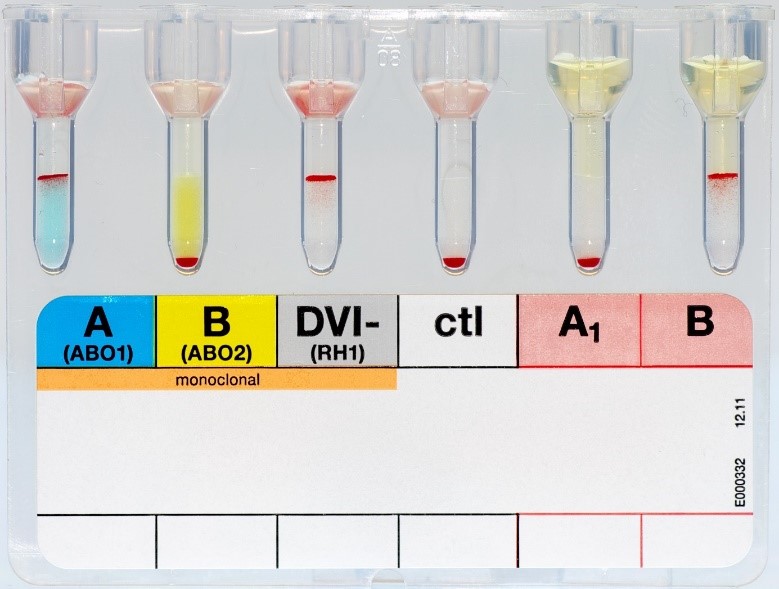 A B DVI- ctl A1 B
(ABO1) (ABO2) (RH1)
monoclonal
12.11
E000332